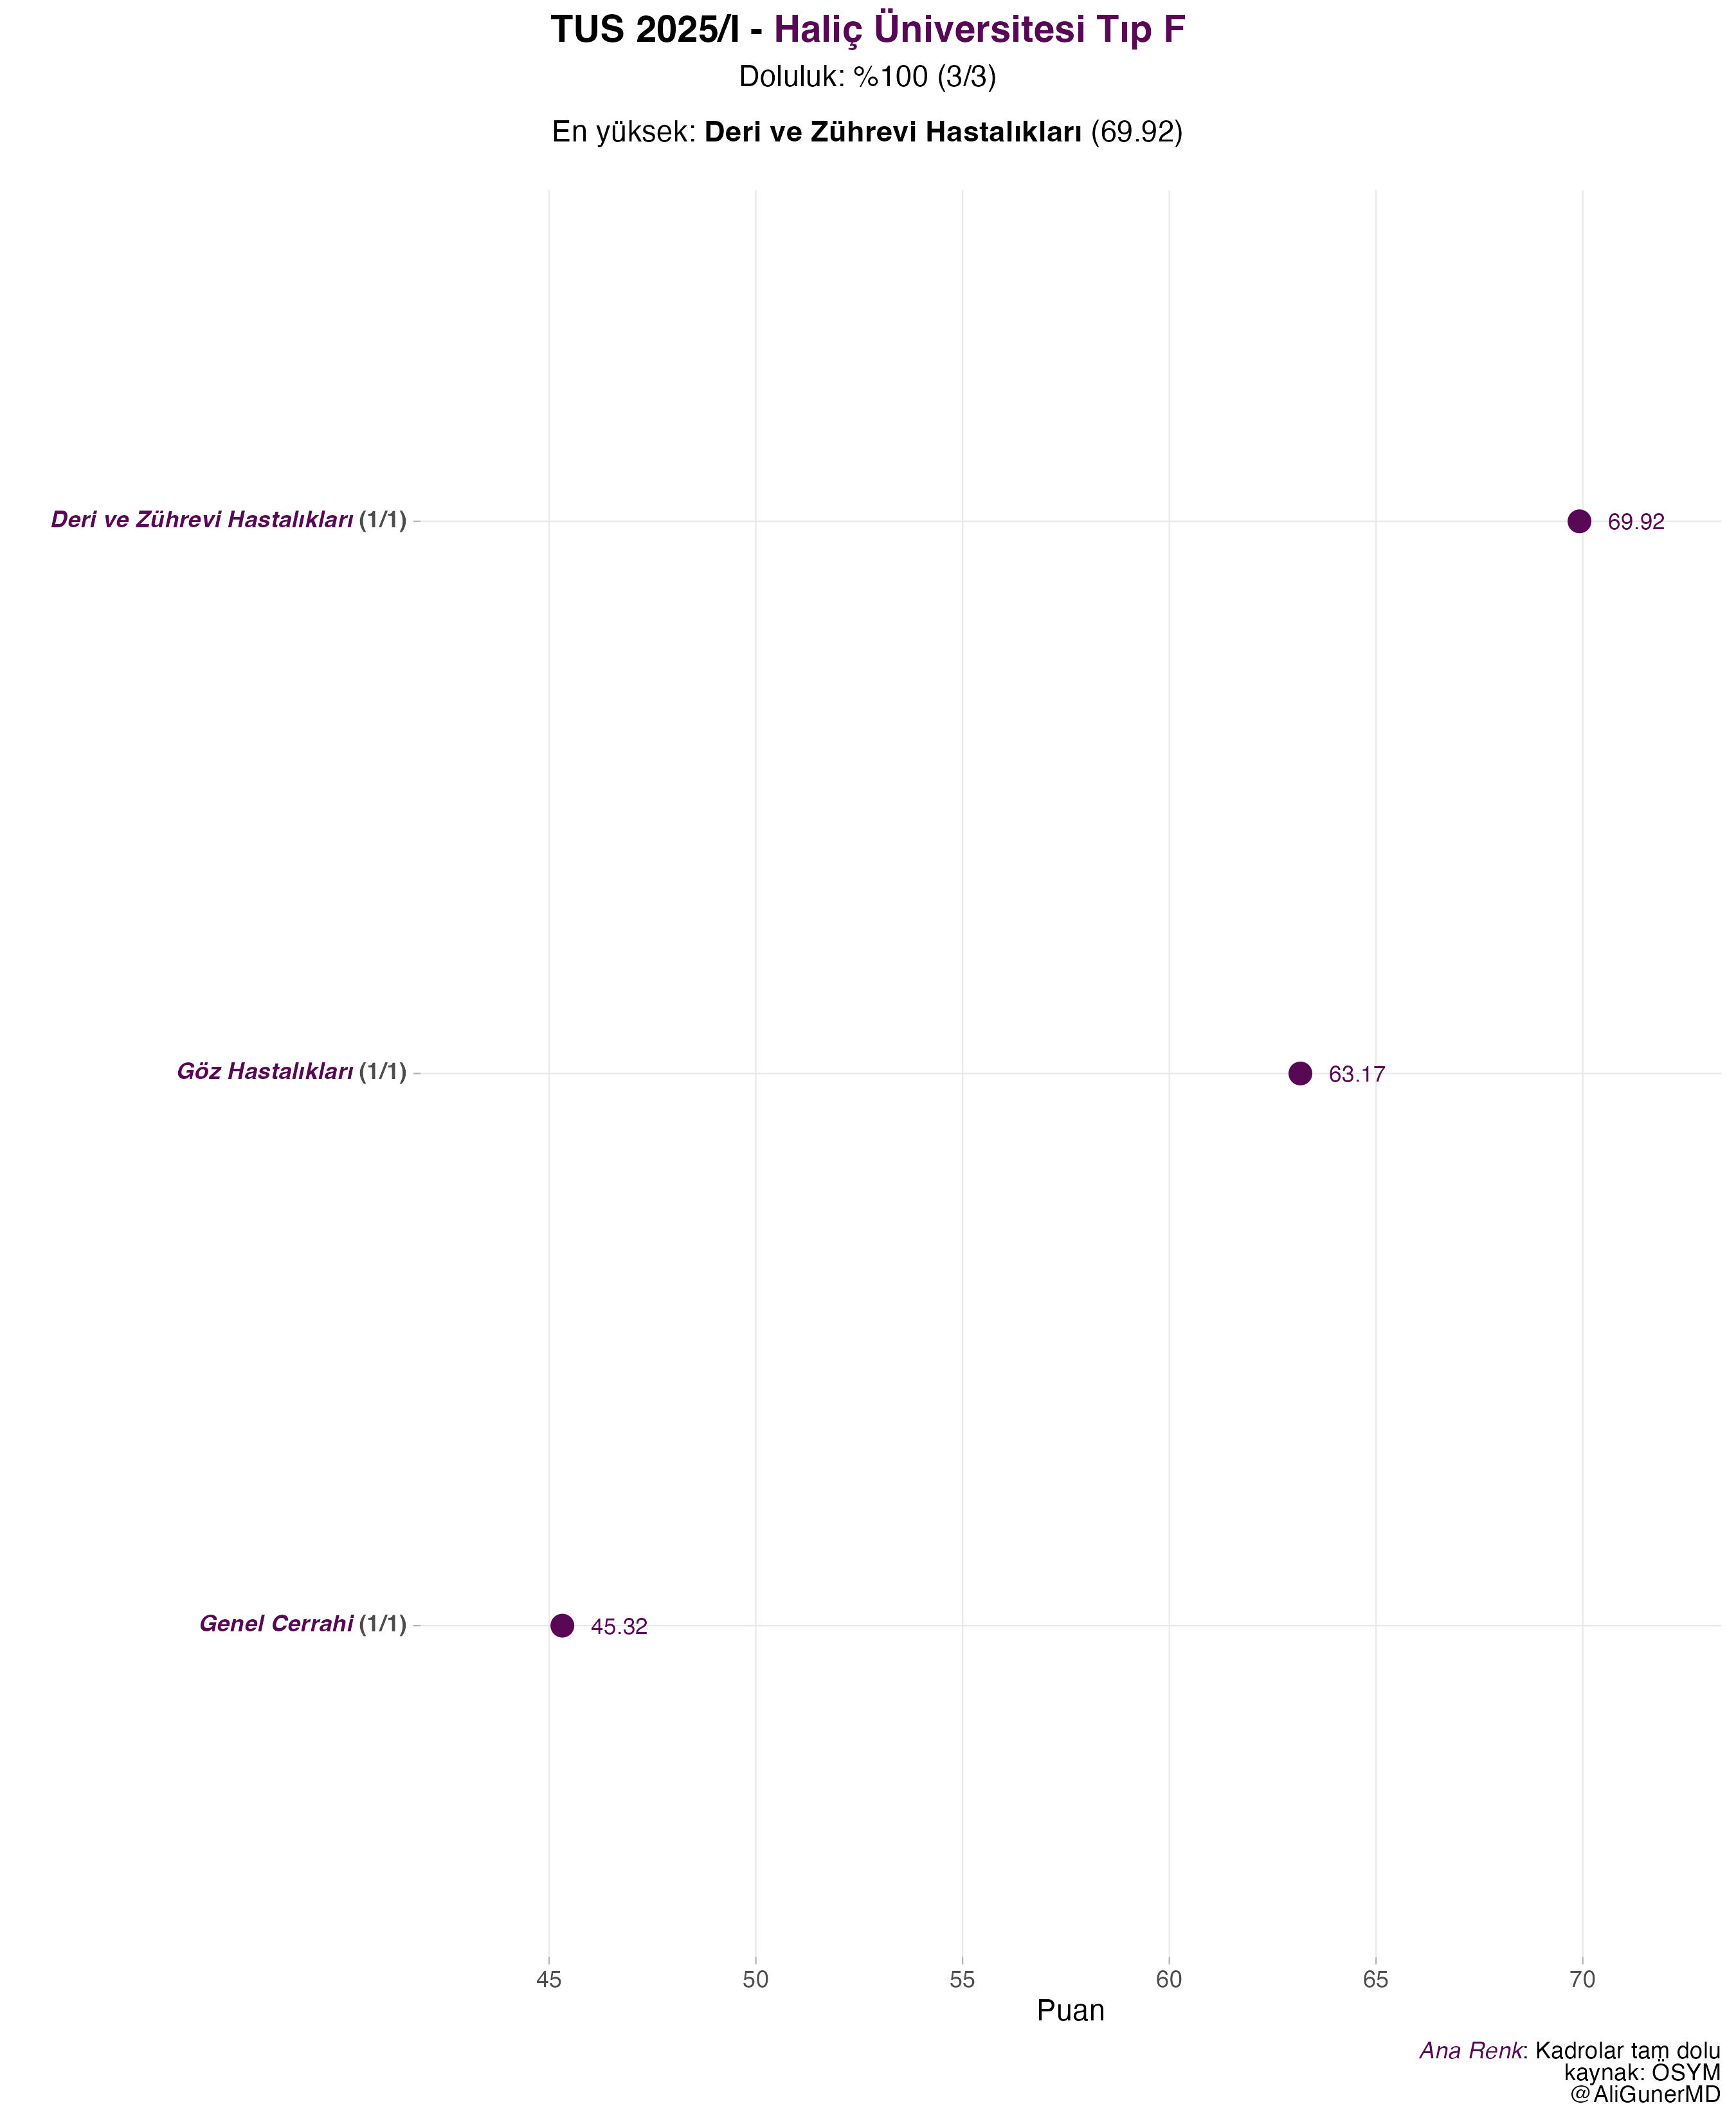 TUS 2025/I - Haliç Üniversitesi Tıp F
Doluluk: %100 (3/3)
En yüksek: Deri ve Zührevi Hastalıkları (69.92)
Deri ve Zührevi Hastalıkları (1/1)
69.92
Göz Hastalıkları (1/1)
63.17
Genel Cerrahi (1/1)
45.32
45 50 55 60 65 70
Puan
Ana Renk: Kadrolar tam dolu
kaynak: ÖSYM
@AliGunerMD